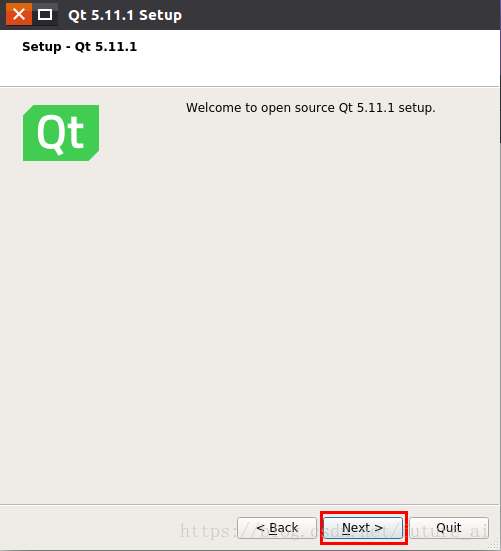 Qt 5.11.1 Setup
Setup - Qt 5.11.1
Welcome to open source Qt 5.11.1 setup.
Qt
< Back Next > Quit
https://blog.csdn.net/future_ai